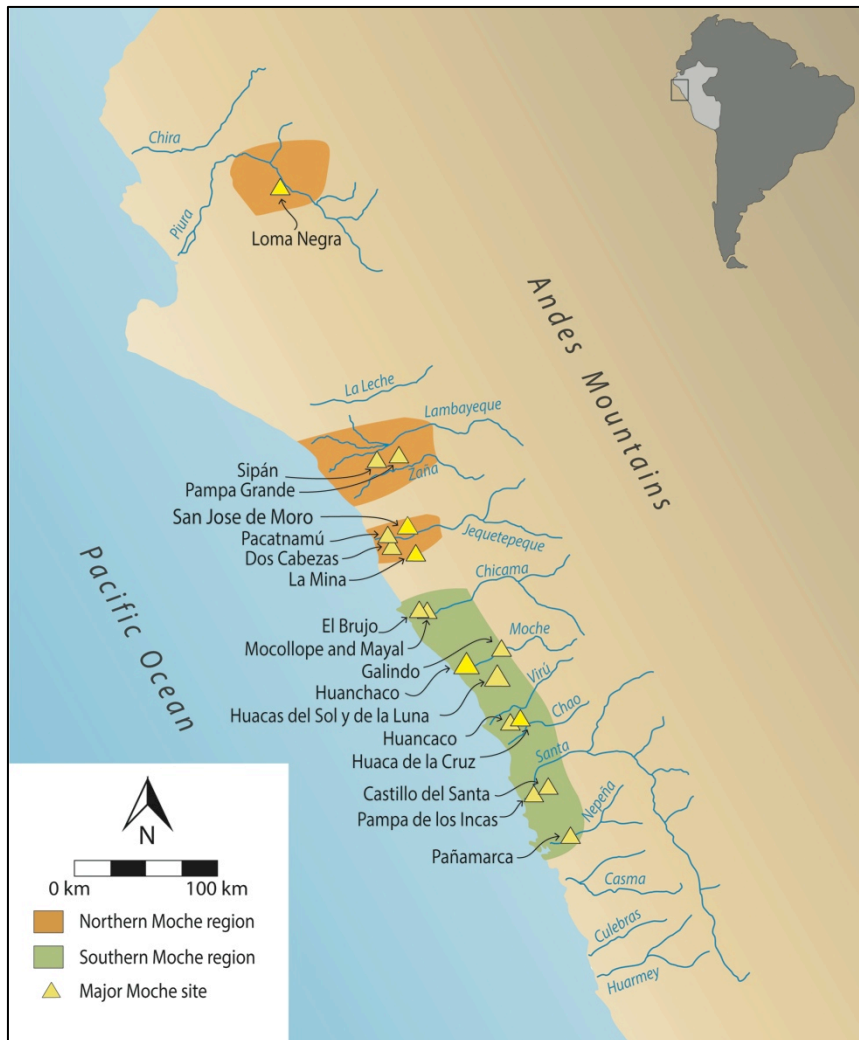 Chira
Piura
Loma Negra
Andes Mountains
La Leche
Lambayeque
Sipán
Zaña
Pampa Grande
San Jose de Moro
Pacatnamú
Jequetepeque
Dos Cabezas
La Mina
Chicama
Pacific Ocean
El Brujo
Moche
Mocollope and Mayal
Galindo
Virú
Huanchaco
Chao
Huacas del Sol y de la Luna
Huancaco
Santa
Huaca de la Cruz
Castillo del Santa
Nepeña
Pampa de los Incas
Pañamarca
Casma
Culebras
Huarmey
N
0 km 100 km
Northern Moche region
Southern Moche region
Major Moche site